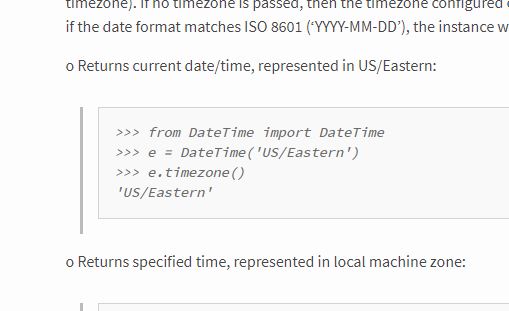 timezone). If no timezone is passed, then the timezone configured
if the date format matches ISO 8601 (‘YYYY-MM-DD’), the instance
o Returns current date/time, represented in US/Eastern:
>>> from DateTime import DateTime
>>> e = DateTime('US/Eastern')
>>> e.timezone()
'US/Eastern'
o Returns specified time, represented in local machine zone: